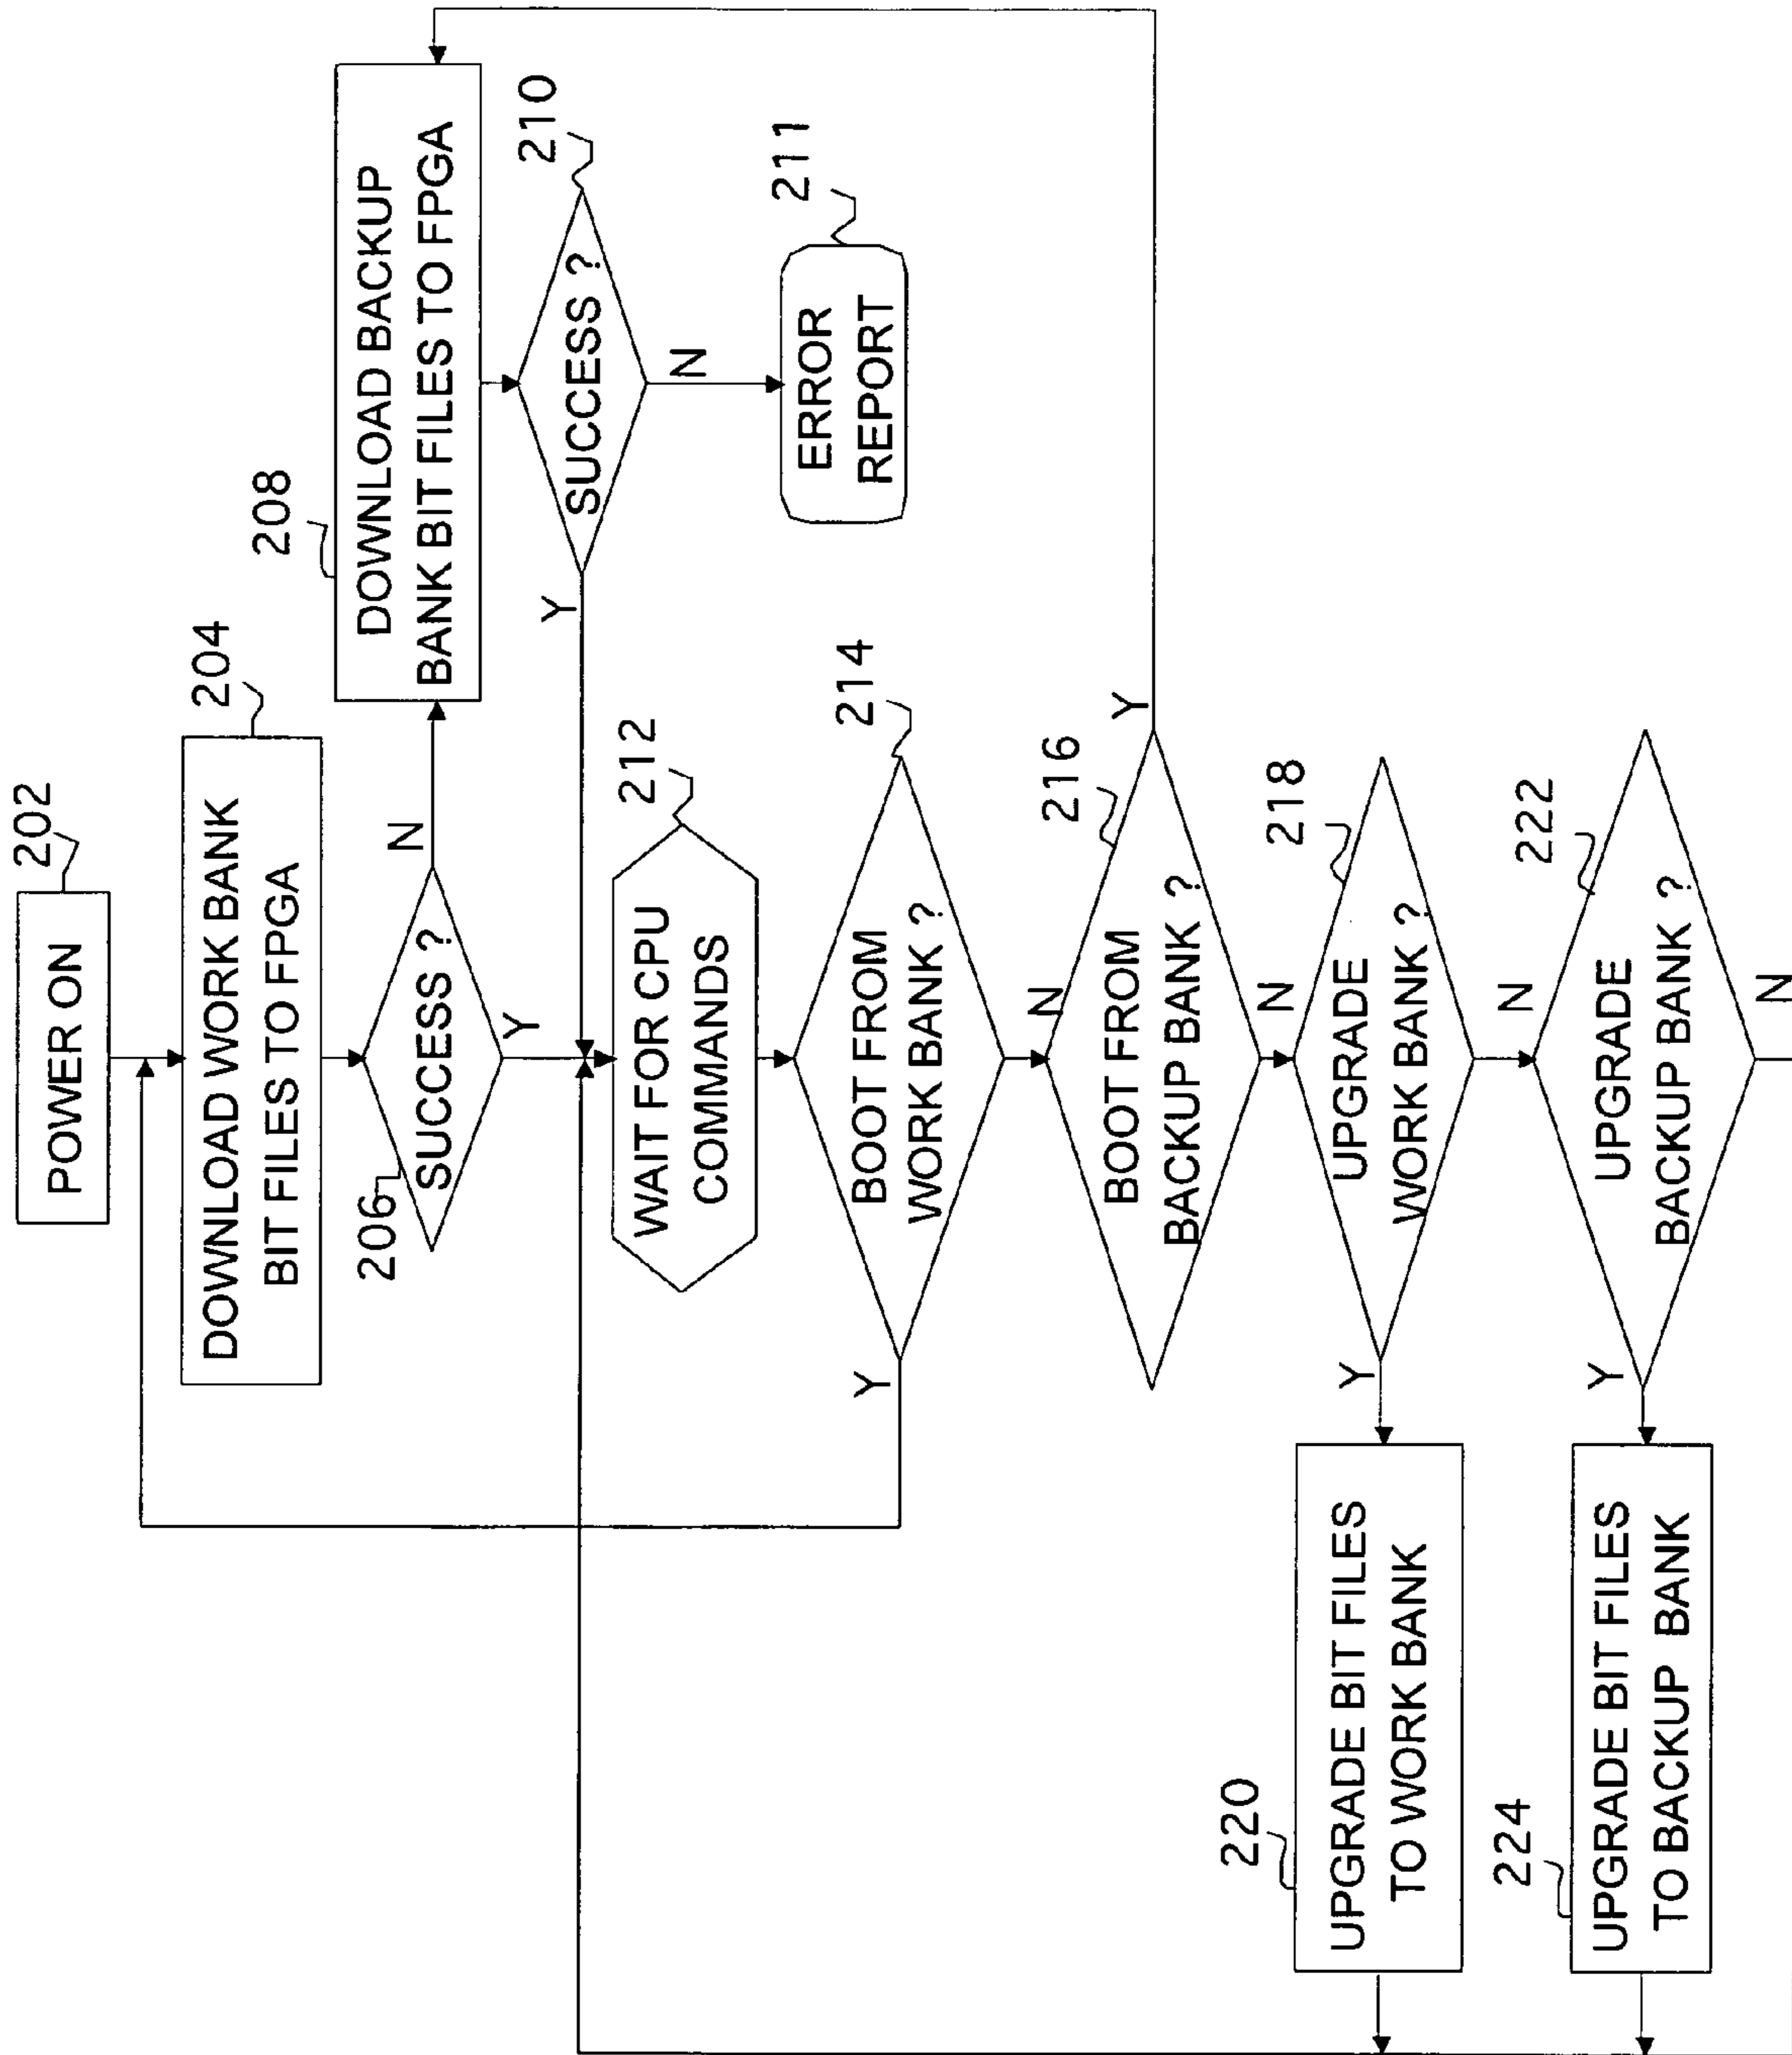 POWER ON
202
DOWNLOAD WORK BANK
BIT FILES TO FPGA
204
SUCCESS ?
206
N
Y
208
DOWNLOAD BACKUP
BANK BIT FILES TO FPGA
SUCCESS ?
210
Y
N
ERROR
REPORT
211
WAIT FOR CPU
COMMANDS
212
BOOT FROM
WORK BANK ?
214
Y
N
BOOT FROM
BACKUP BANK ?
216
Y
N
UPGRADE
WORK BANK ?
218
Y
N
220
UPGRADE BIT FILES
TO WORK BANK
UPGRADE
BACKUP BANK ?
222
Y
N
224
UPGRADE BIT FILES
TO BACKUP BANK